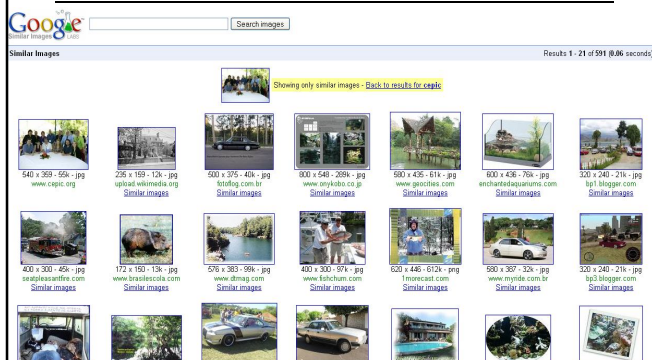 Google
Similar Images LABS
Search images
Similar Images
Results 1 - 21 of 591 (0.06 seconds)
Showing only similar images - Back to results for cepic
540 x 359 - 55k - jpg
www.cepic.org
235 x 159 - 12k - jpg
upload.wikimedia.org
Similar images
500 x 375 - 40k - jpg
fotoflog.com.br
Similar images
800 x 548 - 269k - jpg
www.onykobo.co.jp
Similar images
580 x 435 - 61k - jpg
www.geocities.com
Similar images
600 x 436 - 76k - jpg
enchantedaquariums.com
Similar images
320 x 240 - 21k - jpg
bp1.blogger.com
Similar images
400 x 300 - 45k - jpg
seatpleasantfire.com
Similar images
172 x 150 - 13k - jpg
www.brasilescola.com
Similar images
576 x 383 - 99k - jpg
www.dtmag.com
Similar images
400 x 300 - 97k - jpg
www.fishchum.com
Similar images
620 x 446 - 612k - png
1morecast.com
Similar images
580 x 387 - 32k - jpg
www.myride.com.br
Similar images
320 x 240 - 21k - jpg
bp3.blogger.com
Similar images